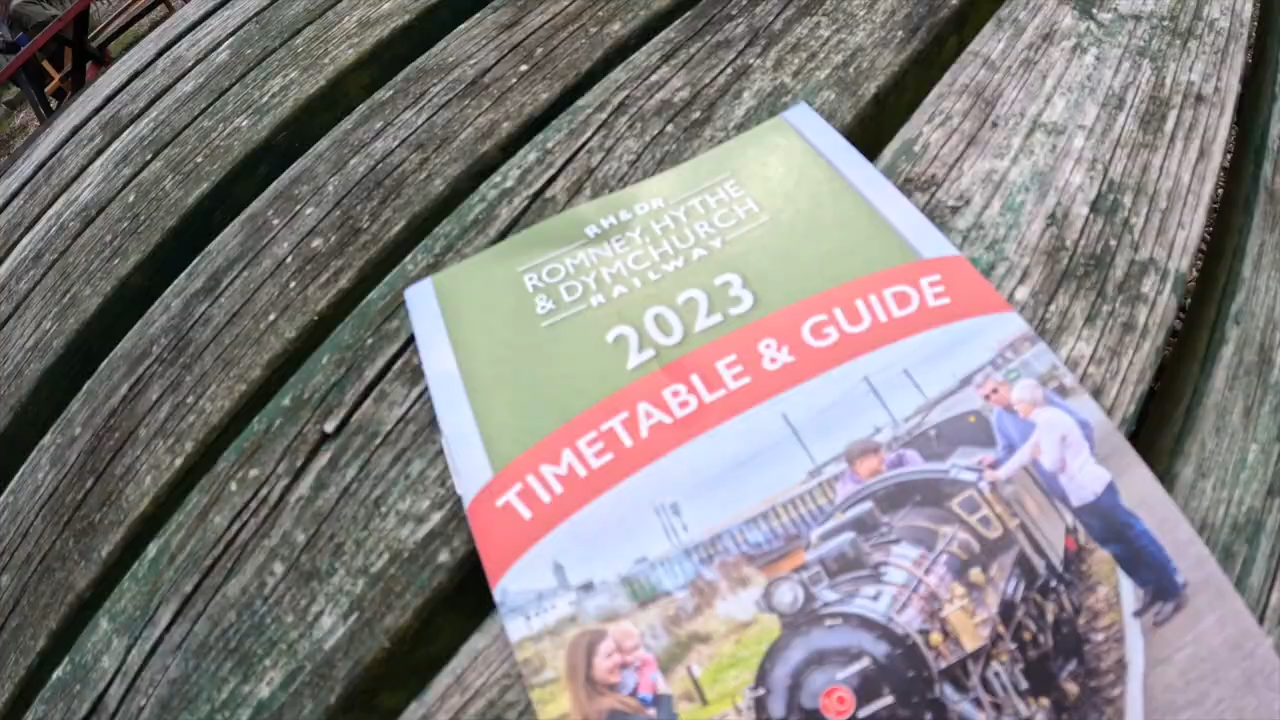 RH&DR
ROMNEY, HYTHE
& DYMCHURCH
RAILWAY
2023
TIMETABLE & GUIDE